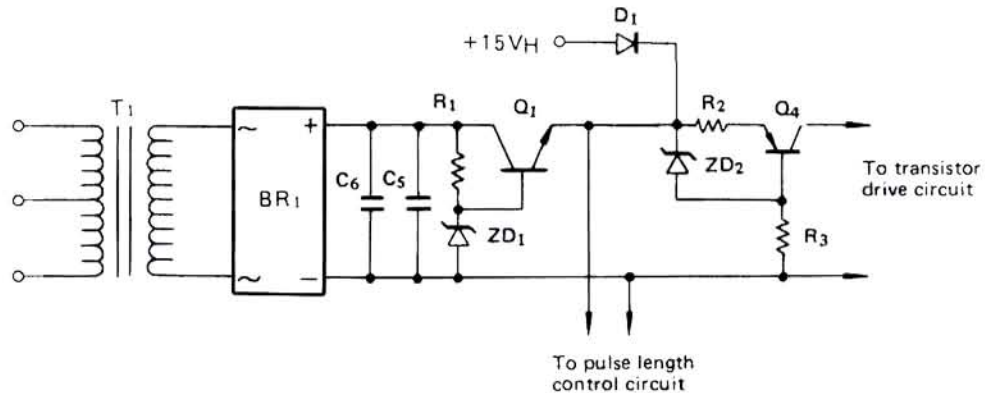 D1
+15VH
T1
R1
Q1
R2
Q4
~
+
C6
C5
BR1
ZD1
ZD2
To transistor
drive circuit
R3
~
−
To pulse length
control circuit